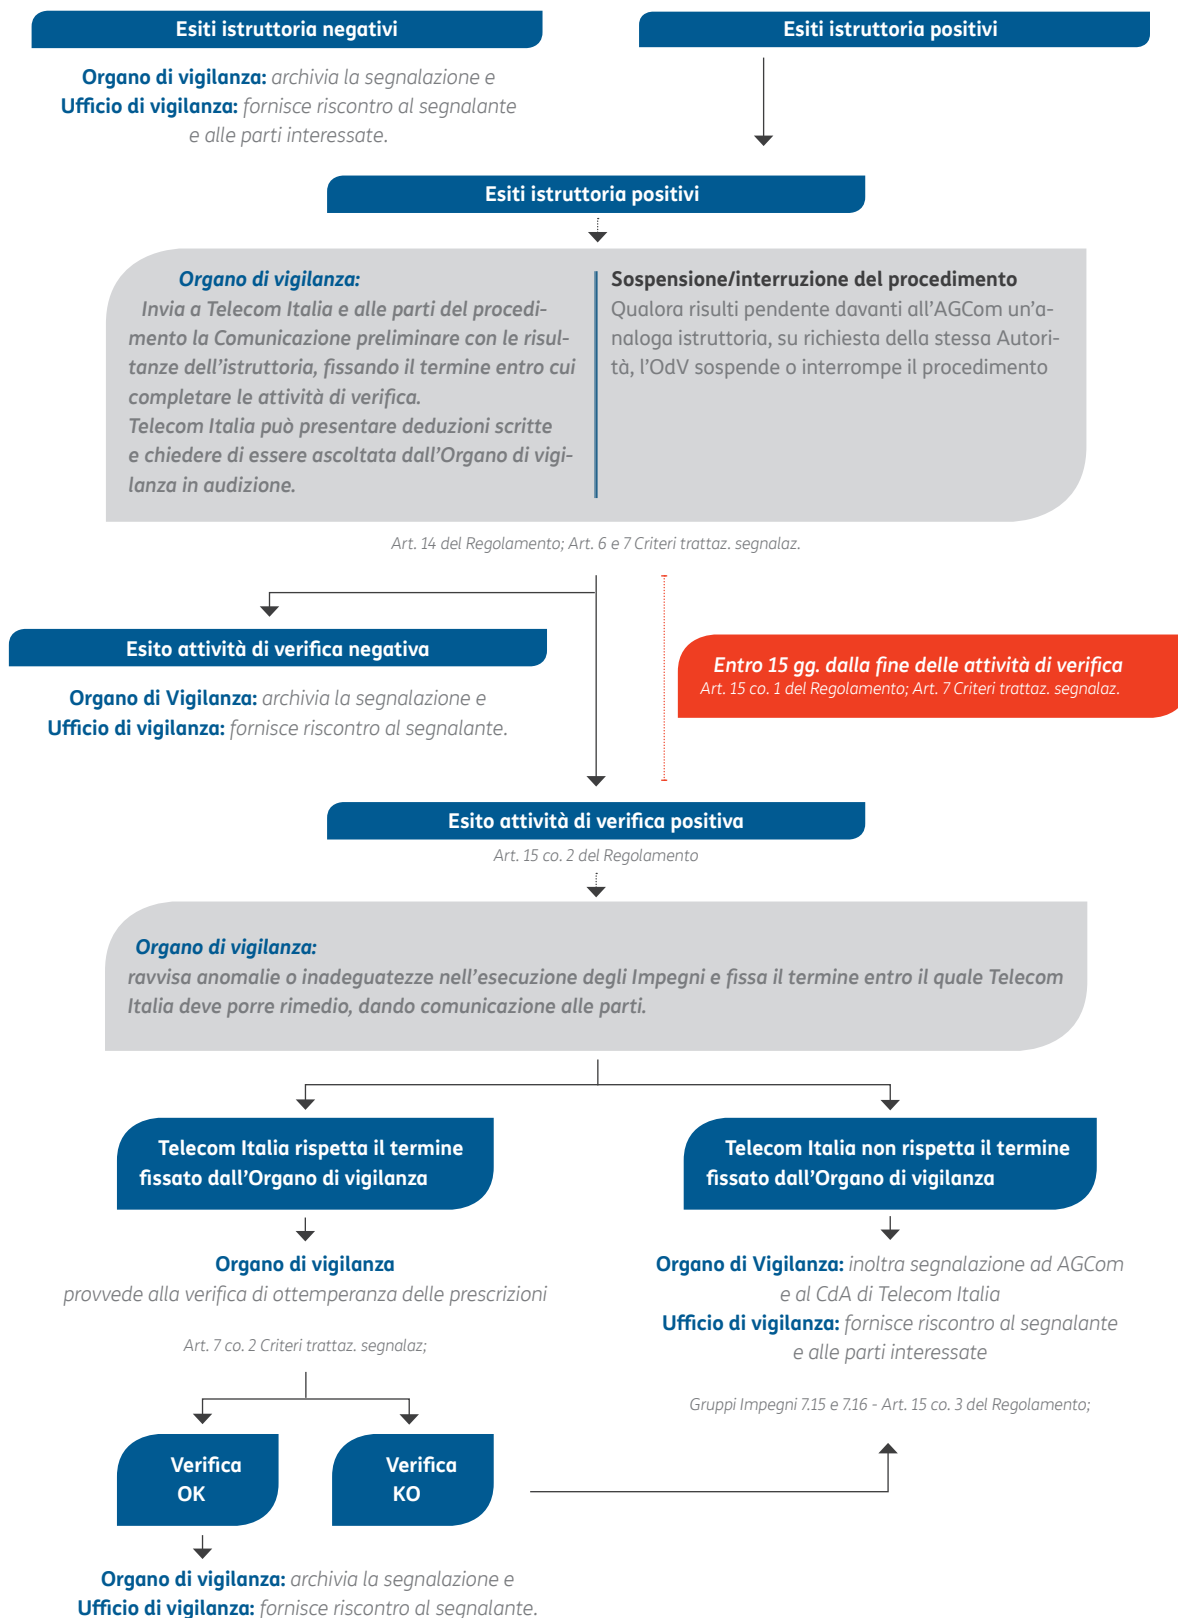 Esiti istruttoria negativi
Esiti istruttoria positivi
Organo di vigilanza: archivia la segnalazione e
Ufficio di vigilanza: fornisce riscontro al segnalante
e alle parti interessate.
Esiti istruttoria positivi
Organo di vigilanza:
Invia a Telecom Italia e alle parti del procedi-
mento la Comunicazione preliminare con le risul-
tanze dell'istruttoria, fissando il termine entro cui
completare le attività di verifica.
Telecom Italia può presentare deduzioni scritte
e chiedere di essere ascoltata dall'Organo di vigi-
lanza in audizione.
Sospensione/interruzione del procedimento
Qualora risulti pendente davanti all'AGCom un'a-
naloga istruttoria, su richiesta della stessa Autori-
tà, l'OdV sospende o interrompe il procedimento
Art. 14 del Regolamento; Art. 6 e 7 Criteri trattaz. segnalaz.
Esito attività di verifica negativa
Organo di Vigilanza: archivia la segnalazione e
Ufficio di vigilanza: fornisce riscontro al segnalante.
Entro 15 gg. dalla fine delle attività di verifica
Art. 15 co. 1 del Regolamento; Art. 7 Criteri trattaz. segnalaz.
Esito attività di verifica positiva
Art. 15 co. 2 del Regolamento
Organo di vigilanza:
ravvisa anomalie o inadeguatezze nell'esecuzione degli Impegni e fissa il termine entro il quale Telecom
Italia deve porre rimedio, dando comunicazione alle parti.
Telecom Italia rispetta il termine
fissato dall'Organo di vigilanza
Telecom Italia non rispetta il termine
fissato dall'Organo di vigilanza
Organo di vigilanza
provvede alla verifica di ottemperanza delle prescrizioni
Art. 7 co. 2 Criteri trattaz. segnalaz;
Organo di Vigilanza: inoltra segnalazione ad AGCom
e al CdA di Telecom Italia
Ufficio di vigilanza: fornisce riscontro al segnalante
e alle parti interessate
Gruppi Impegni 7.15 e 7.16 - Art. 15 co. 3 del Regolamento;
Verifica
OK
Verifica
KO
Organo di vigilanza: archivia la segnalazione e
Ufficio di vigilanza: fornisce riscontro al segnalante.